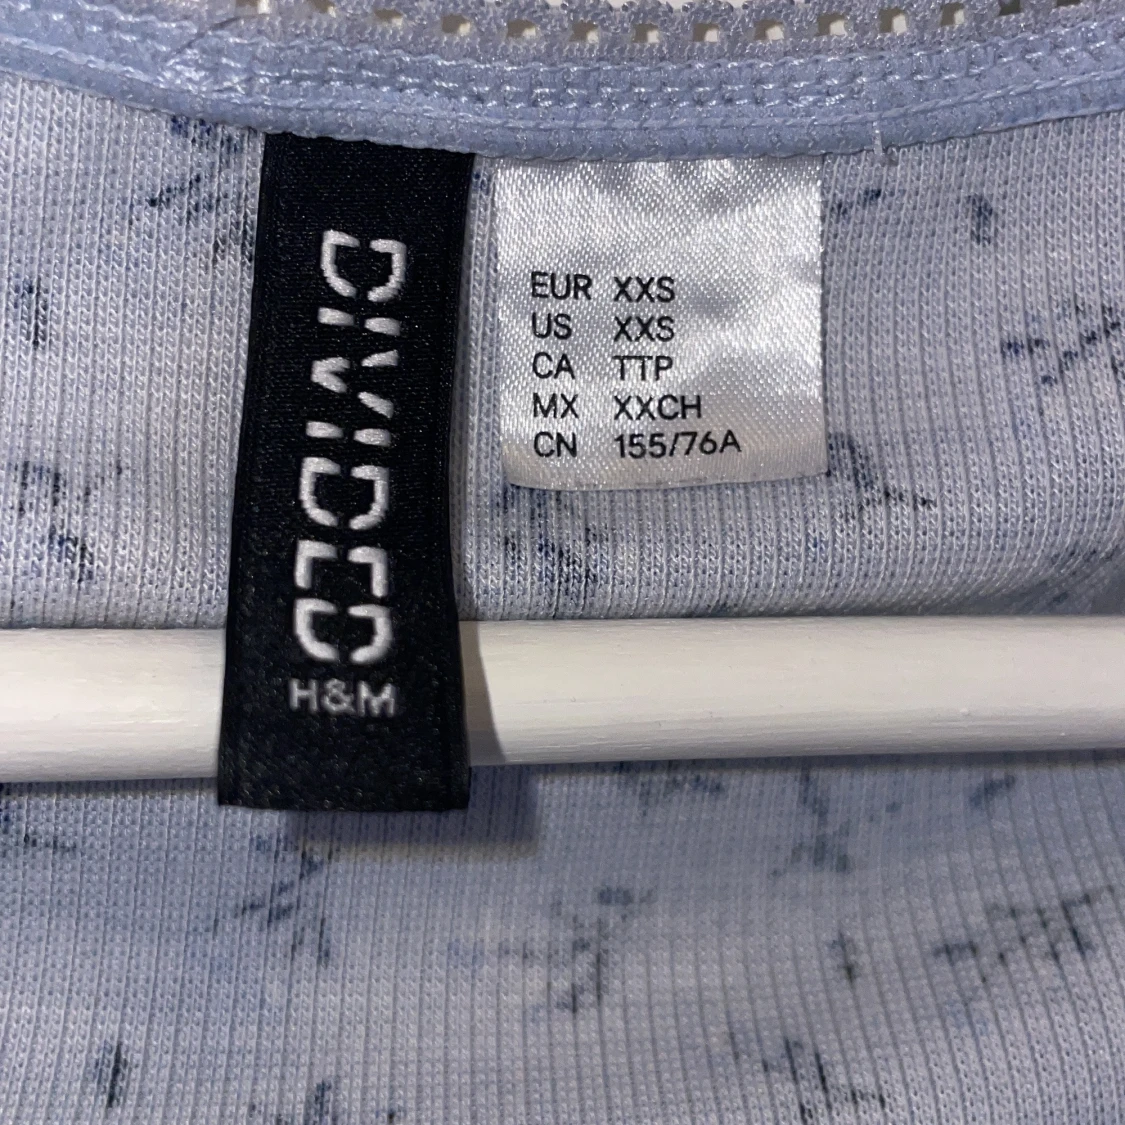 DIVIDED
H&M
EUR XXS
US XXS
CA TTP
MX XXCH
CN 155/76A